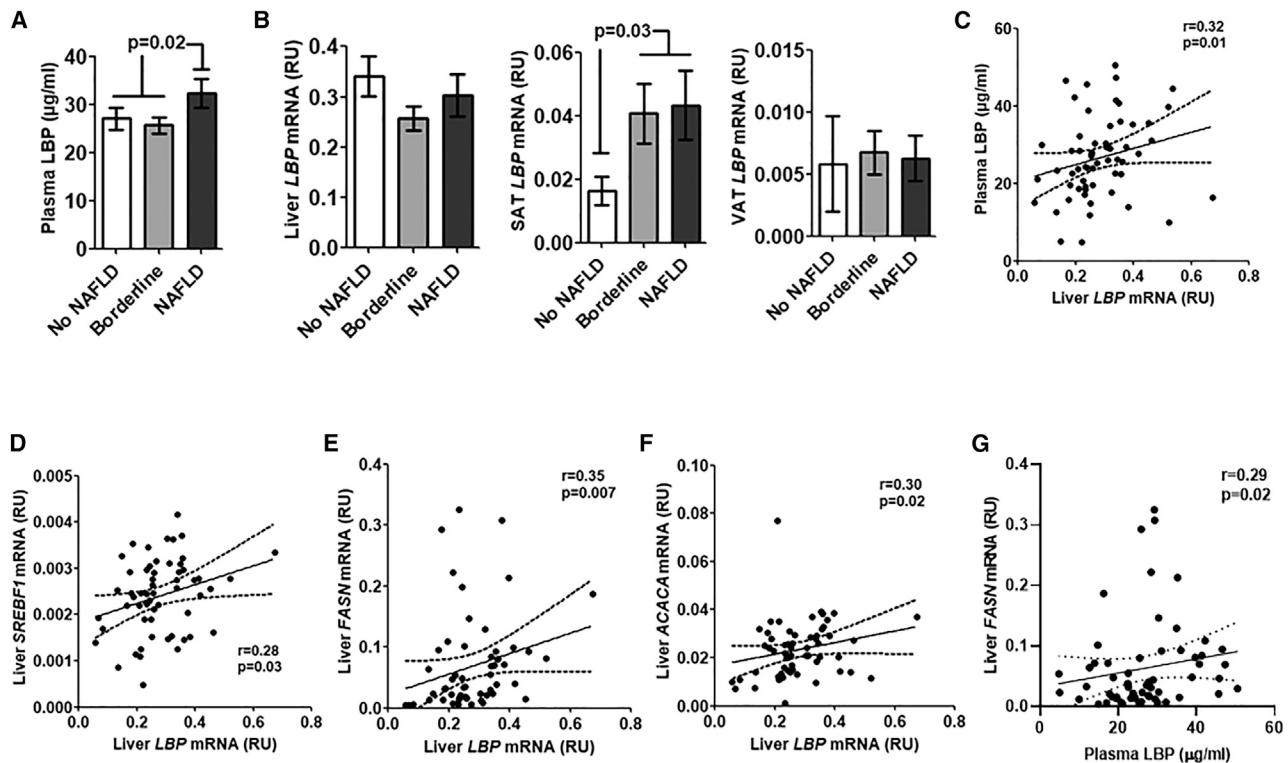 A
Plasma LBP (µg/ml)
50
40
30
20
10
0
p=0.02
No NAFLD
Borderline
NAFLD
B
Liver LBP mRNA (RU)
0.4
0.3
0.2
0.1
0.0
No NAFLD
Borderline
NAFLD
SAT LBP mRNA (RU)
0.06
0.04
0.02
0.00
p=0.03
No NAFLD
Borderline
NAFLD
VAT LBP mRNA (RU)
0.015
0.010
0.005
0.000
No NAFLD
Borderline
NAFLD
C
Plasma LBP (µg/ml)
60
40
20
0
r=0.32
p=0.01
0.0 0.2 0.4 0.6 0.8
Liver LBP mRNA (RU)
D
Liver SREBF1 mRNA (RU)
0.005
0.004
0.003
0.002
0.001
0.000
r=0.28
p=0.03
0.0 0.2 0.4 0.6 0.8
Liver LBP mRNA (RU)
E
Liver FASN mRNA (RU)
0.4
0.3
0.2
0.1
0.0
r=0.35
p=0.007
0.0 0.2 0.4 0.6 0.8
Liver LBP mRNA (RU)
F
Liver ACACA mRNA (RU)
0.10
0.08
0.06
0.04
0.02
0.00
r=0.30
p=0.02
0.0 0.2 0.4 0.6 0.8
Liver LBP mRNA (RU)
G
Liver FASN mRNA (RU)
0.4
0.3
0.2
0.1
0.0
r=0.29
p=0.02
0 20 40 60
Plasma LBP (µg/ml)